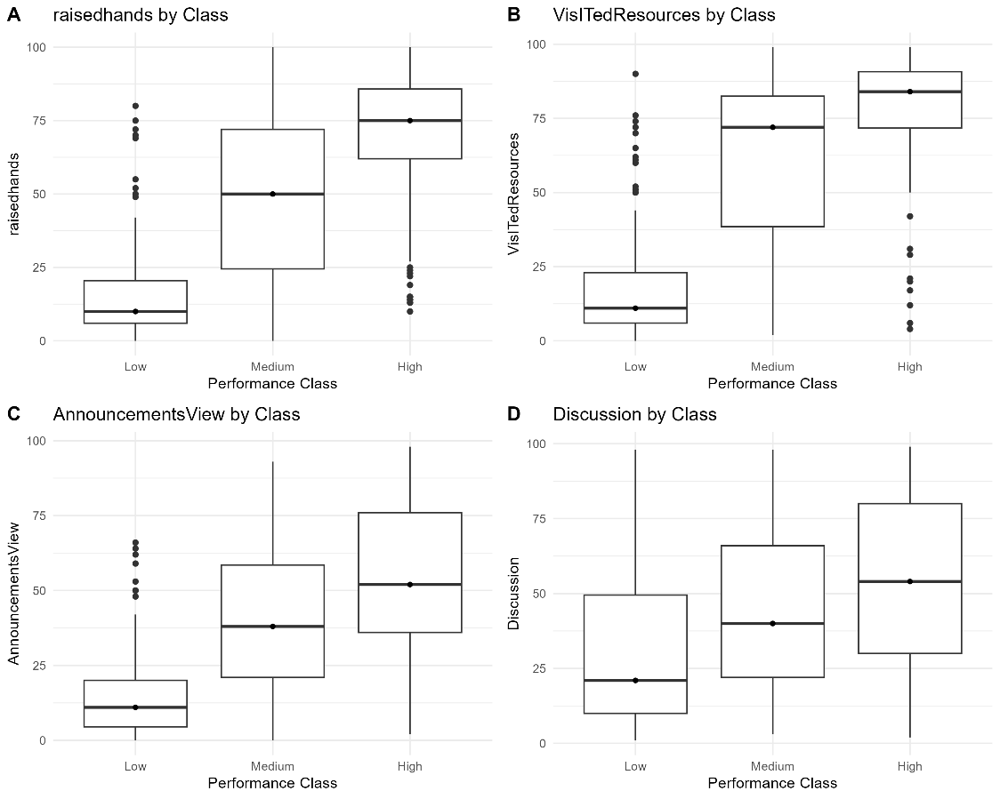 A raisedhands by Class
raisedhands
100
75
50
25
0
Low Medium High
Performance Class
B VisITedResources by Class
VisITedResources
100
75
50
25
0
Low Medium High
Performance Class
C AnnouncementsView by Class
AnnouncementsView
100
75
50
25
0
Low Medium High
Performance Class
D Discussion by Class
Discussion
100
75
50
25
0
Low Medium High
Performance Class